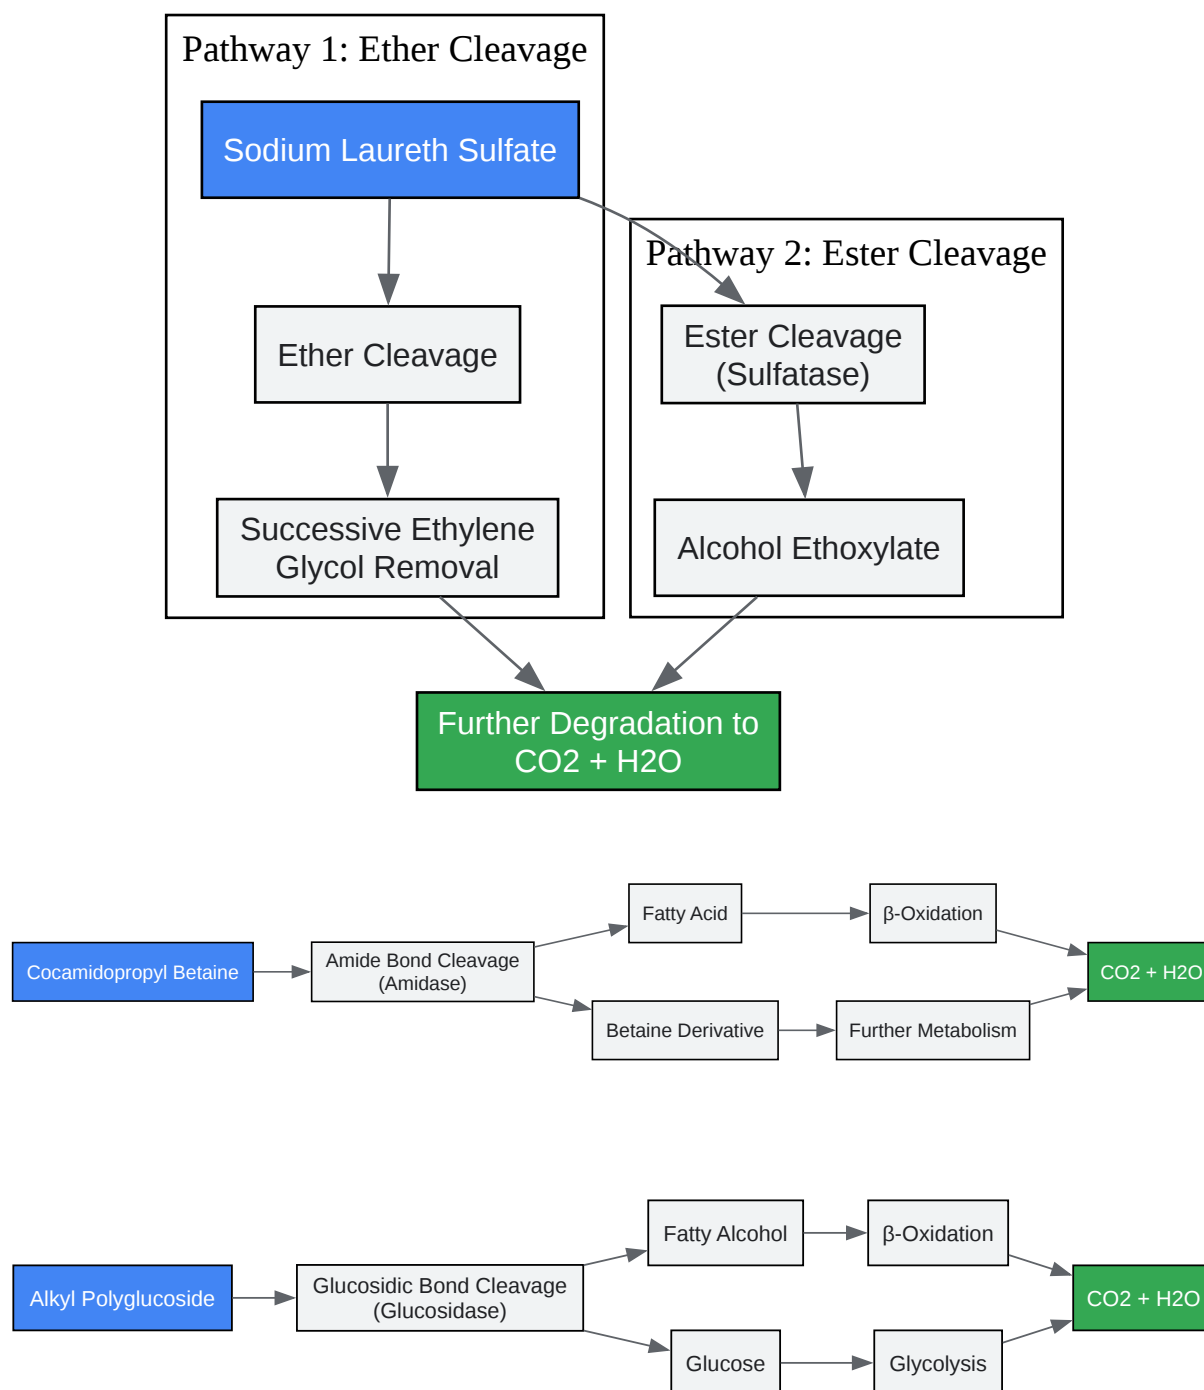 Pathway 1: Ether Cleavage
Sodium Laureth Sulfate
Pathway 2: Ester Cleavage
Ether Cleavage
Ester Cleavage
(Sulfatase)
Successive Ethylene
Glycol Removal
Alcohol Ethoxylate
Further Degradation to
CO2 + H2O
Cocamidopropyl Betaine
Amide Bond Cleavage
(Amidase)
Fatty Acid
β-Oxidation
Betaine Derivative
Further Metabolism
CO2 + H2O
Alkyl Polyglucoside
Glucosidic Bond Cleavage
(Glucosidase)
Fatty Alcohol
β-Oxidation
Glucose
Glycolysis
CO2 + H2O